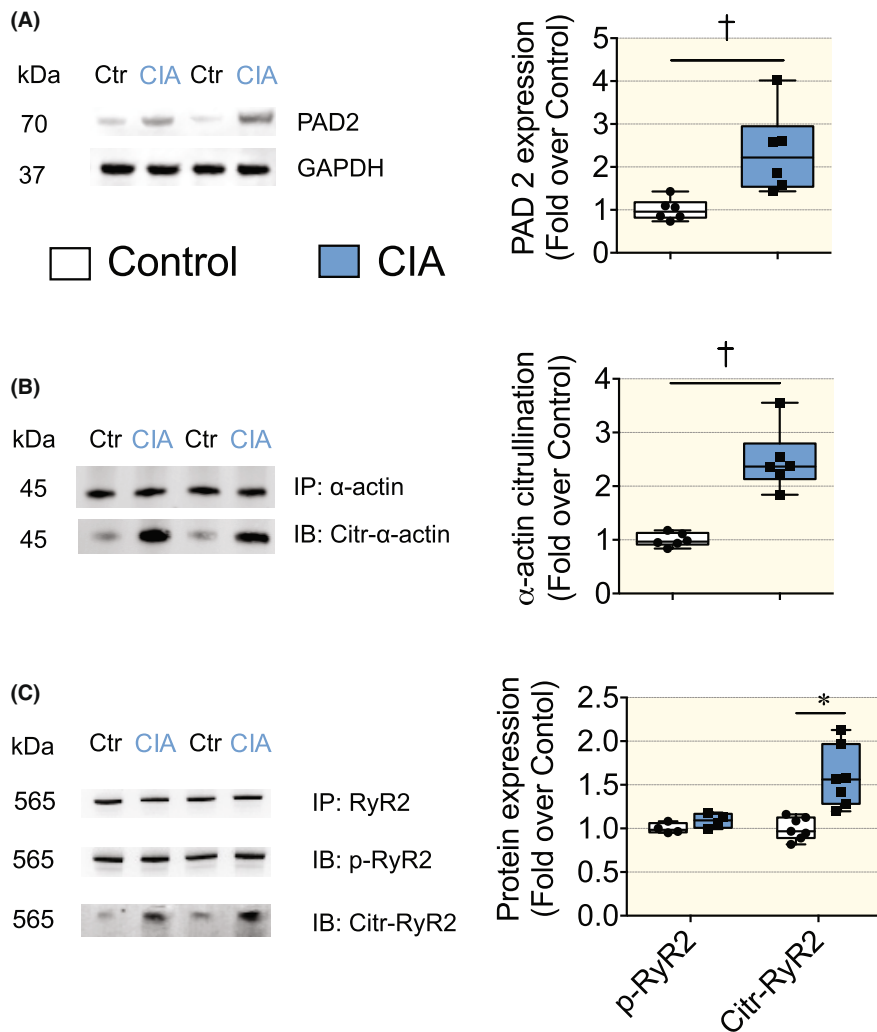 (A)
kDa Ctr CIA Ctr CIA
70 PAD2
37 GAPDH
Control CIA
PAD 2 expression
(Fold over Control)
5
4
3
2
1
0
†
(B)
kDa Ctr CIA Ctr CIA
45 IP: α-actin
45 IB: Citr-α-actin
α-actin citrullination
(Fold over Control)
4
3
2
1
0
†
(C)
kDa Ctr CIA Ctr CIA
565 IP: RyR2
565 IB: p-RyR2
565 IB: Citr-RyR2
Protein expression
(Fold over Contol)
2.5
2.0
1.5
1.0
0.5
0.0
*
p-RyR2
Citr-RyR2